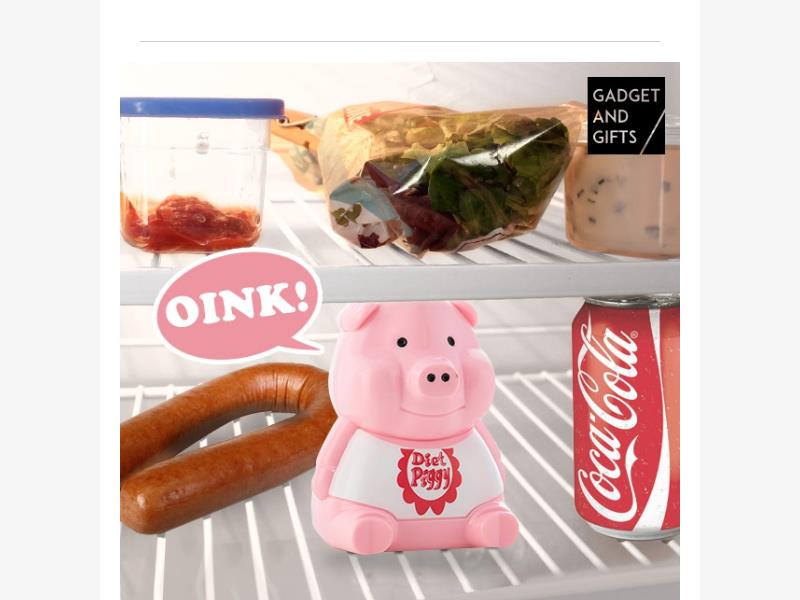 GADGET
AND
GIFTS
OINK!
Diet
Piggy
Coca-Cola